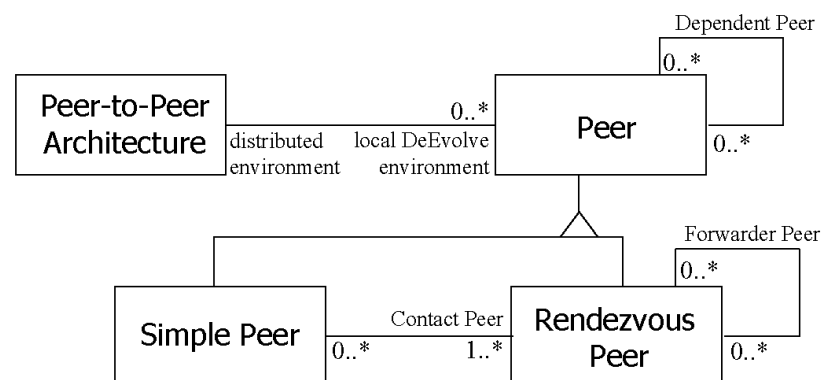 Dependent Peer
0..*
Peer-to-Peer
Architecture
0..*
Peer
distributed
environment
local DeEvolve
environment
0..*
Forwarder Peer
0..*
Simple Peer
Contact Peer
Rendezvous
Peer
0..*
1..*
0..*